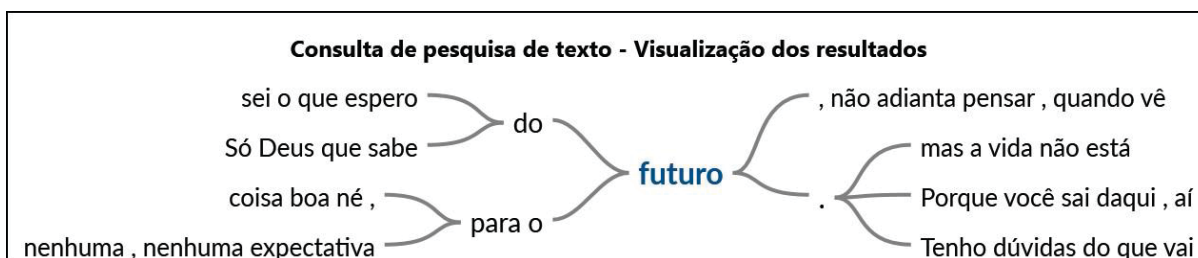 Consulta de pesquisa de texto - Visualização dos resultados
sei o que espero
Só Deus que sabe
do
coisa boa né ,
nenhuma , nenhuma expectativa
para o
futuro
, não adianta pensar , quando vê
.
mas a vida não está
Porque você sai daqui , aí
Tenho dúvidas do que vai